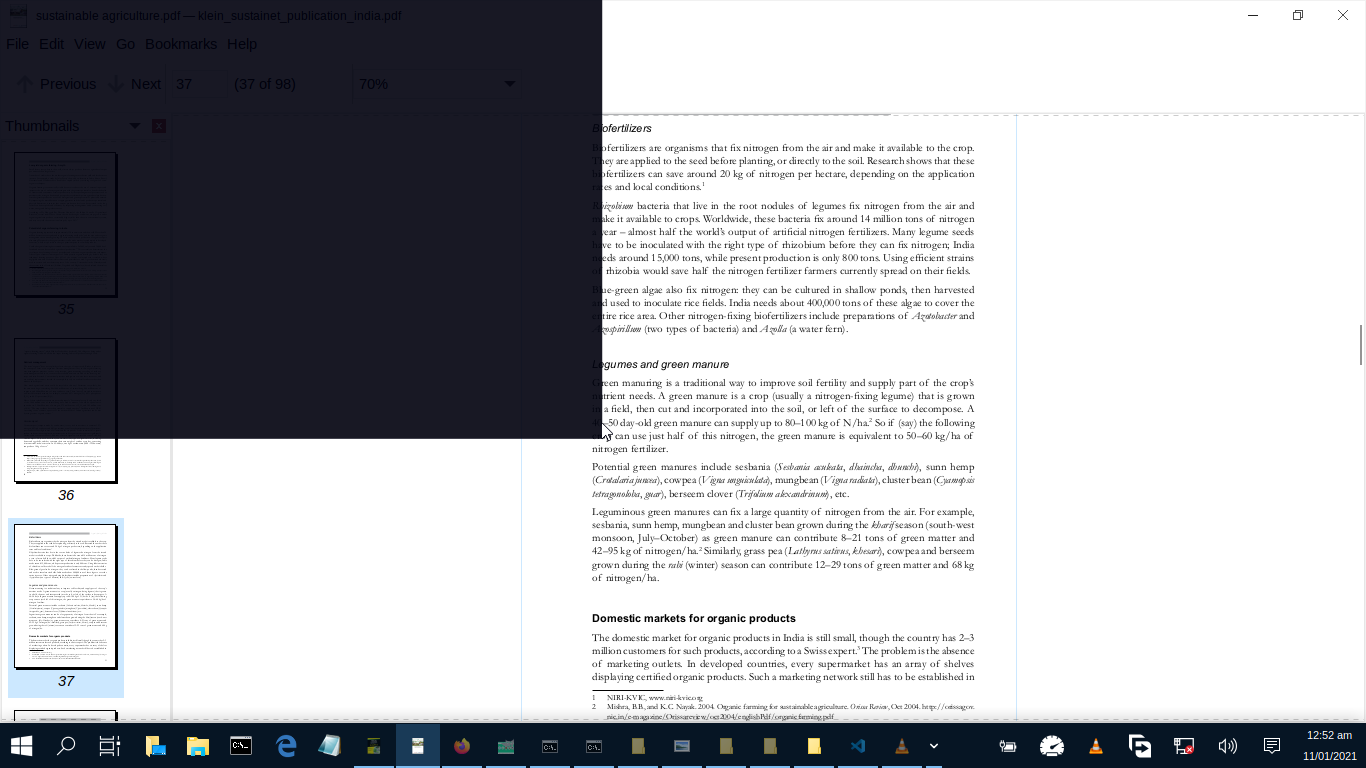 sustainable agriculture.pdf — klein_sustainet_publication_india.pdf
File Edit View Go Bookmarks Help
Previous Next 37 (37 of 98) 70%
Thumbnails
35
36
37
Biofertilizers
Biofertilizers are organisms that fix nitrogen from the air and make it available to the crop.
They are applied to the seed before planting, or directly to the soil. Research shows that these
biofertilizers can save around 20 kg of nitrogen per hectare, depending on the application
rates and local conditions.1
Rhizobium bacteria that live in the root nodules of legumes fix nitrogen from the air and
make it available to crops. Worldwide, these bacteria fix around 14 million tons of nitrogen
a year – almost half the world's output of artificial nitrogen fertilizers. Many legume seeds
have to be inoculated with the right type of rhizobium before they can fix nitrogen; India
needs around 15,000 tons, while present production is only 800 tons. Using efficient strains
of rhizobia would save half the nitrogen fertilizer farmers currently spread on their fields.
Blue-green algae also fix nitrogen: they can be cultured in shallow ponds, then harvested
and used to inoculate rice fields. India needs about 400,000 tons of these algae to cover the
entire rice area. Other nitrogen-fixing biofertilizers include preparations of Azotobacter and
Azospirillum (two types of bacteria) and Azolla (a water fern).
Legumes and green manure
Green manuring is a traditional way to improve soil fertility and supply part of the crop's
nutrient needs. A green manure is a crop (usually a nitrogen-fixing legume) that is grown
in a field, then cut and incorporated into the soil, or left of the surface to decompose. A
40–50 day-old green manure can supply up to 80–100 kg of N/ha.2 So if (say) the following
crop can use just half of this nitrogen, the green manure is equivalent to 50–60 kg/ha of
nitrogen fertilizer.
Potential green manures include sesbania (Sesbania aculeata, dhaincha, dhunchi), sunn hemp
(Crotalaria juncea), cowpea (Vigna unguiculata), mungbean (Vigna radiata), cluster bean (Cyamopsis
tetragonoloba, guar), berseem clover (Trifolium alexandrinum), etc.
Leguminous green manures can fix a large quantity of nitrogen from the air. For example,
sesbania, sunn hemp, mungbean and cluster bean grown during the kharif season (south-west
monsoon, July–October) as green manure can contribute 8–21 tons of green matter and
42–95 kg of nitrogen/ha.2 Similarly, grass pea (Lathyrus sativus, khesari), cowpea and berseem
grown during the rabi (winter) season can contribute 12–29 tons of green matter and 68 kg
of nitrogen/ha.
Domestic markets for organic products
The domestic market for organic products in India is still small, though the country has 2–3
million customers for such products, according to a Swiss expert.3 The problem is the absence
of marketing outlets. In developed countries, every supermarket has an array of shelves
displaying certified organic products. Such a marketing network still has to be established in
1 NIRI-KVIC, www.niri-kvic.org
2 Mishra, B.B., and K.C. Nayak. 2004. Organic farming for sustainable agriculture. Orissa Review, Oct 2004. http://orissagov.
nic.in/e-magazine/Orissareview/oct2004/englishPdf/organicfarming.pdf
12:52 am
11/01/2021